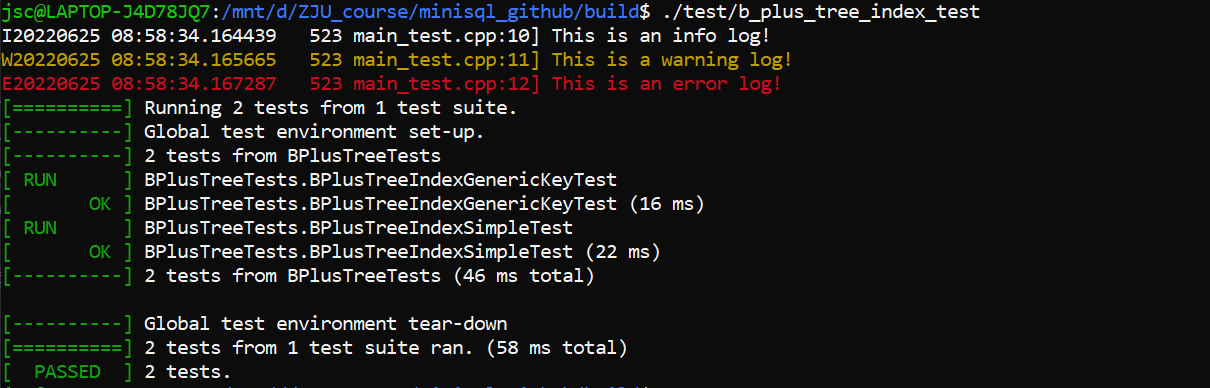 jsc@LAPTOP-J4D78JQ7:/mnt/d/ZJU_course/minisql_github/build$ ./test/b_plus_tree_index_test
I20220625 08:58:34.164439   523 main_test.cpp:10] This is an info log!
W20220625 08:58:34.165665   523 main_test.cpp:11] This is a warning log!
E20220625 08:58:34.167287   523 main_test.cpp:12] This is an error log!
[==========] Running 2 tests from 1 test suite.
[----------] Global test environment set-up.
[----------] 2 tests from BPlusTreeTests
[ RUN      ] BPlusTreeTests.BPlusTreeIndexGenericKeyTest
[       OK ] BPlusTreeTests.BPlusTreeIndexGenericKeyTest (16 ms)
[ RUN      ] BPlusTreeTests.BPlusTreeIndexSimpleTest
[       OK ] BPlusTreeTests.BPlusTreeIndexSimpleTest (22 ms)
[----------] 2 tests from BPlusTreeTests (46 ms total)

[----------] Global test environment tear-down
[==========] 2 tests from 1 test suite ran. (58 ms total)
[  PASSED  ] 2 tests.